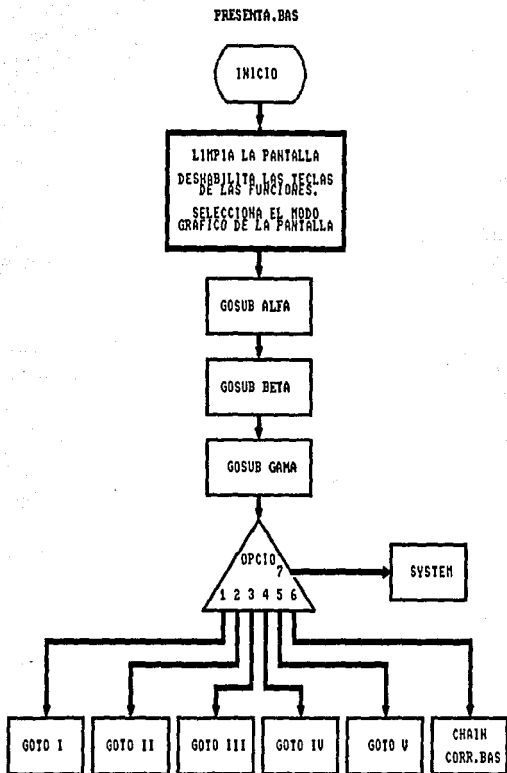 PRESENTA.BAS
INICIO
LIMPIA LA PANTALLA
DESHABILITA LAS TECLAS
DE LAS FUNCIONES.
SELECCIONA EL MODO
GRAFICO DE LA PANTALLA
GOSUB ALFA
GOSUB BETA
GOSUB GAMA
OPCIO
7
SYSTEM
1 2 3 4 5 6
GOTO I
GOTO II
GOTO III
GOTO IV
GOTO V
CHAIN
CORR.BAS